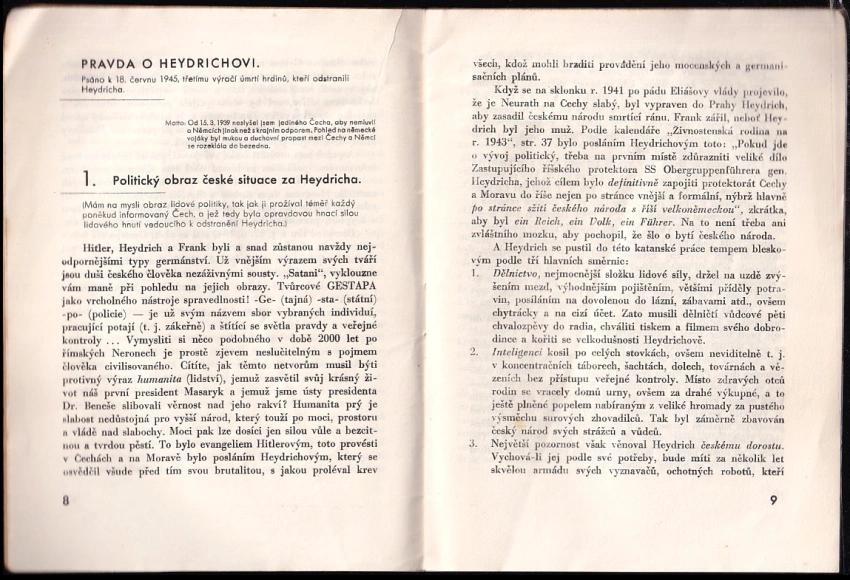 PRAVDA O HEYDRICHOVI.
Psáno k 18. červnu 1945, třetímu výročí úmrtí hrdinů, kteří odstranili
Heydricha.
Motto: Od 15. 3. 1939 neslyšel jsem jediného Čecha, aby nemluvil
o Němcích jinak než s krajním odporem. Pohled na německé
vojáky byl mukou a duchovní propast mezi Čechy a Němci
se rozeklála do bezedna.
1. Politický obraz české situace za Heydricha.
(Mám na mysli obraz lidové politiky, tak jak ji prožíval téměř každý
poněkud informovaný Čech, a jež tedy byla opravdovou hnací silou
lidového hnutí vedoucího k odstranění Heydricha.)
Hitler, Heydrich a Frank byli a snad zůstanou navždy nej-
odpornějšími typy germánství. Už vnějším výrazem svých tváří
jsou duši českého člověka nezáživnými sousty. „Satani“, vyklouzne
vám maně při pohledu na jejich obrazy. Tvůrcové GESTAPA
jako vrcholného nástroje spravedlnosti! -Ge- (tajná) -sta- (státní)
-po- (policie) — je už svým názvem sbor vybraných individuí,
pracující potají (t. j. zákeřně) a štítící se světla pravdy a veřejné
kontroly ... Vymysliti si něco podobného v době 2000 let po
římských Neronech je prostě zjevem neslučitelným s pojmem
člověka civilisovaného. Cítíte, jak těmto netvorům musil býti
protivný výraz humanita (lidství), jemuž zasvětil svůj krásný ži-
vot náš první president Masaryk a jemuž jsme ústy presidenta
Dr. Beneše slibovali věrnost nad jeho rakví? Humanita prý je
slabost nedůstojná pro vyšší národ, který touží po moci, prostoru
a vládě nad slabochy. Moci pak lze dosíci jen silou vůle a bezcit-
nou a tvrdou pěstí. To bylo evangeliem Hitlerovým, toto provésti
v Čechách a na Moravě bylo posláním Heydrichovým, který se
osvědčil všude před tím svou brutalitou, s jakou proléval krev
8
všech, kdož mohli brzditi provádění jeho mocenských a germani-
sačních plánů.
Když se na sklonku r. 1941 po pádu Eliášovy vlády projevilo,
že je Neurath na Čechy slabý, byl vypraven do Prahy Heydrich,
aby zasadil českému národu smrtící ránu. Frank zářil, neboť Hey-
drich byl jeho muž. Podle kalendáře „Živnostenská rodina na
r. 1943“, str. 37 bylo posláním Heydrichovým toto: „Pokud jde
o vývoj politický, třeba na prvním místě zdůrazniti veliké dílo
Zastupujícího říšského protektora SS Obergruppenführera gen.
Heydricha, jehož cílem bylo definitivně zapojiti protektorát Čechy
a Moravu do říše nejen po stránce vnější a formální, nýbrž hlavně
po stránce sžití českého národa s říší velkoněmeckou“, zkrátka,
aby byl ein Reich, ein Volk, ein Führer. Na to není třeba ani
zvláštního mozku, aby pochopil, že šlo o bytí českého národa.
A Heydrich se pustil do této katanské práce tempem blesko-
vým podle tří hlavních směrnic:
1. Dělnictvo, nejmocnější složku lidové síly, držel na uzdě zvý-
šením mezd, výhodnějším pojištěním, většími příděly potra-
vin, posíláním na dovolenou do lázní, zábavami atd., ovšem
chytrácky a na cizí účet. Zato musili dělničtí vůdcové pěti
chvalozpěvy do radia, chváliti tiskem a filmem svého dobro-
dince a kořiti se velkodušnosti Heydrichově.
2. Inteligenci kosil po celých stovkách, ovšem neviditelně t. j.
v koncentračních táborech, šachtách, dolech, továrnách a vě-
zeních bez přístupu veřejné kontroly. Místo zdravých otců
rodin se vracely domů urny, ovšem za drahé výkupné, a to
ještě plněné popelem nabíraným z veliké hromady za pustého
výsměchu surových zhovadilců. Tak byl záměrně zbavován
český národ svých strážců a vůdců.
3. Největší pozornost však věnoval Heydrich českému dorostu.
Vychová-li jej podle své potřeby, bude míti za několik let
skvělou armádu svých vyznavačů, ochotných robotů, kteří
9